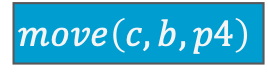 move(c, b, p4)